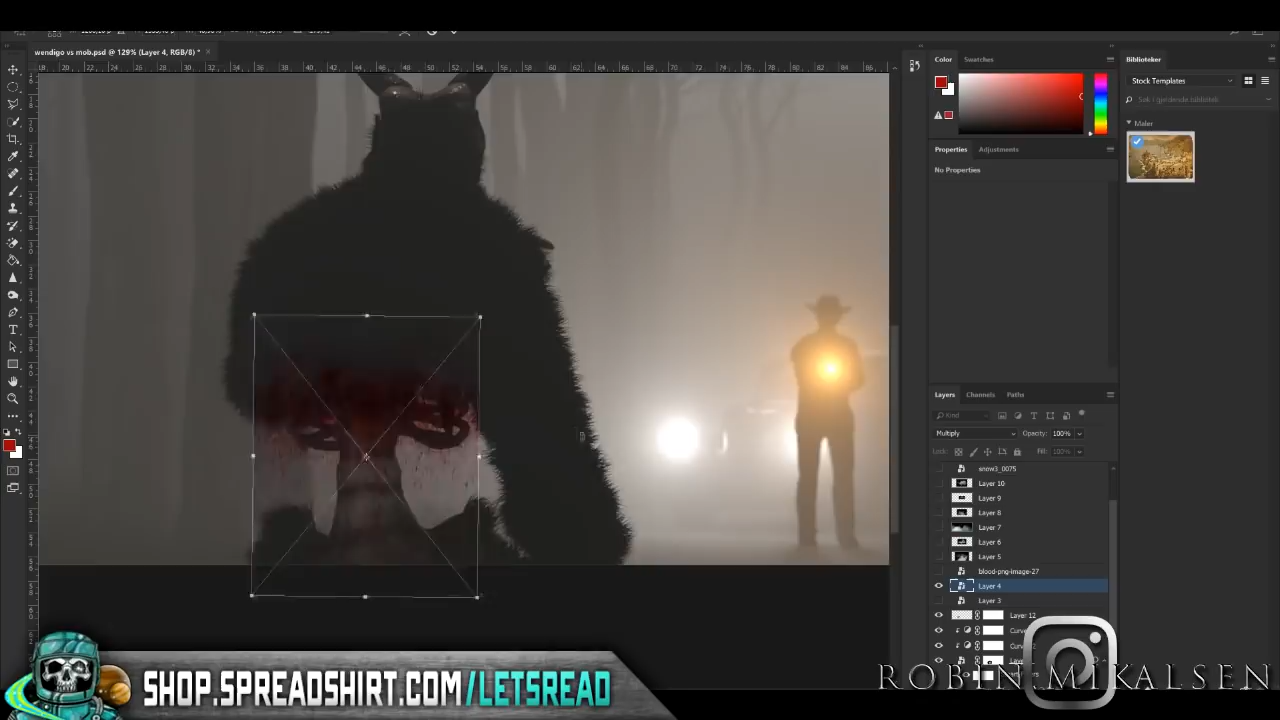 wendigo vs mob.psd @ 129% (Layer 4, RGB/8) *
Color
Swatches
Biblioteker
Stock Templates
Søk i gjeldende bibliotek
Maler
Properties
Adjustments
No Properties
Layers
Channels
Paths
Kind
Multiply
Opacity: 100%
Lock:
Fill: 100%
snow3_0075
Layer 10
Layer 9
Layer 8
Layer 7
Layer 6
Layer 5
blood-png-image-27
Layer 4
Layer 3
Layer 12
SHOP.SPREADSHIRT.COM/LETSREAD
ROBIN MIKALSEN